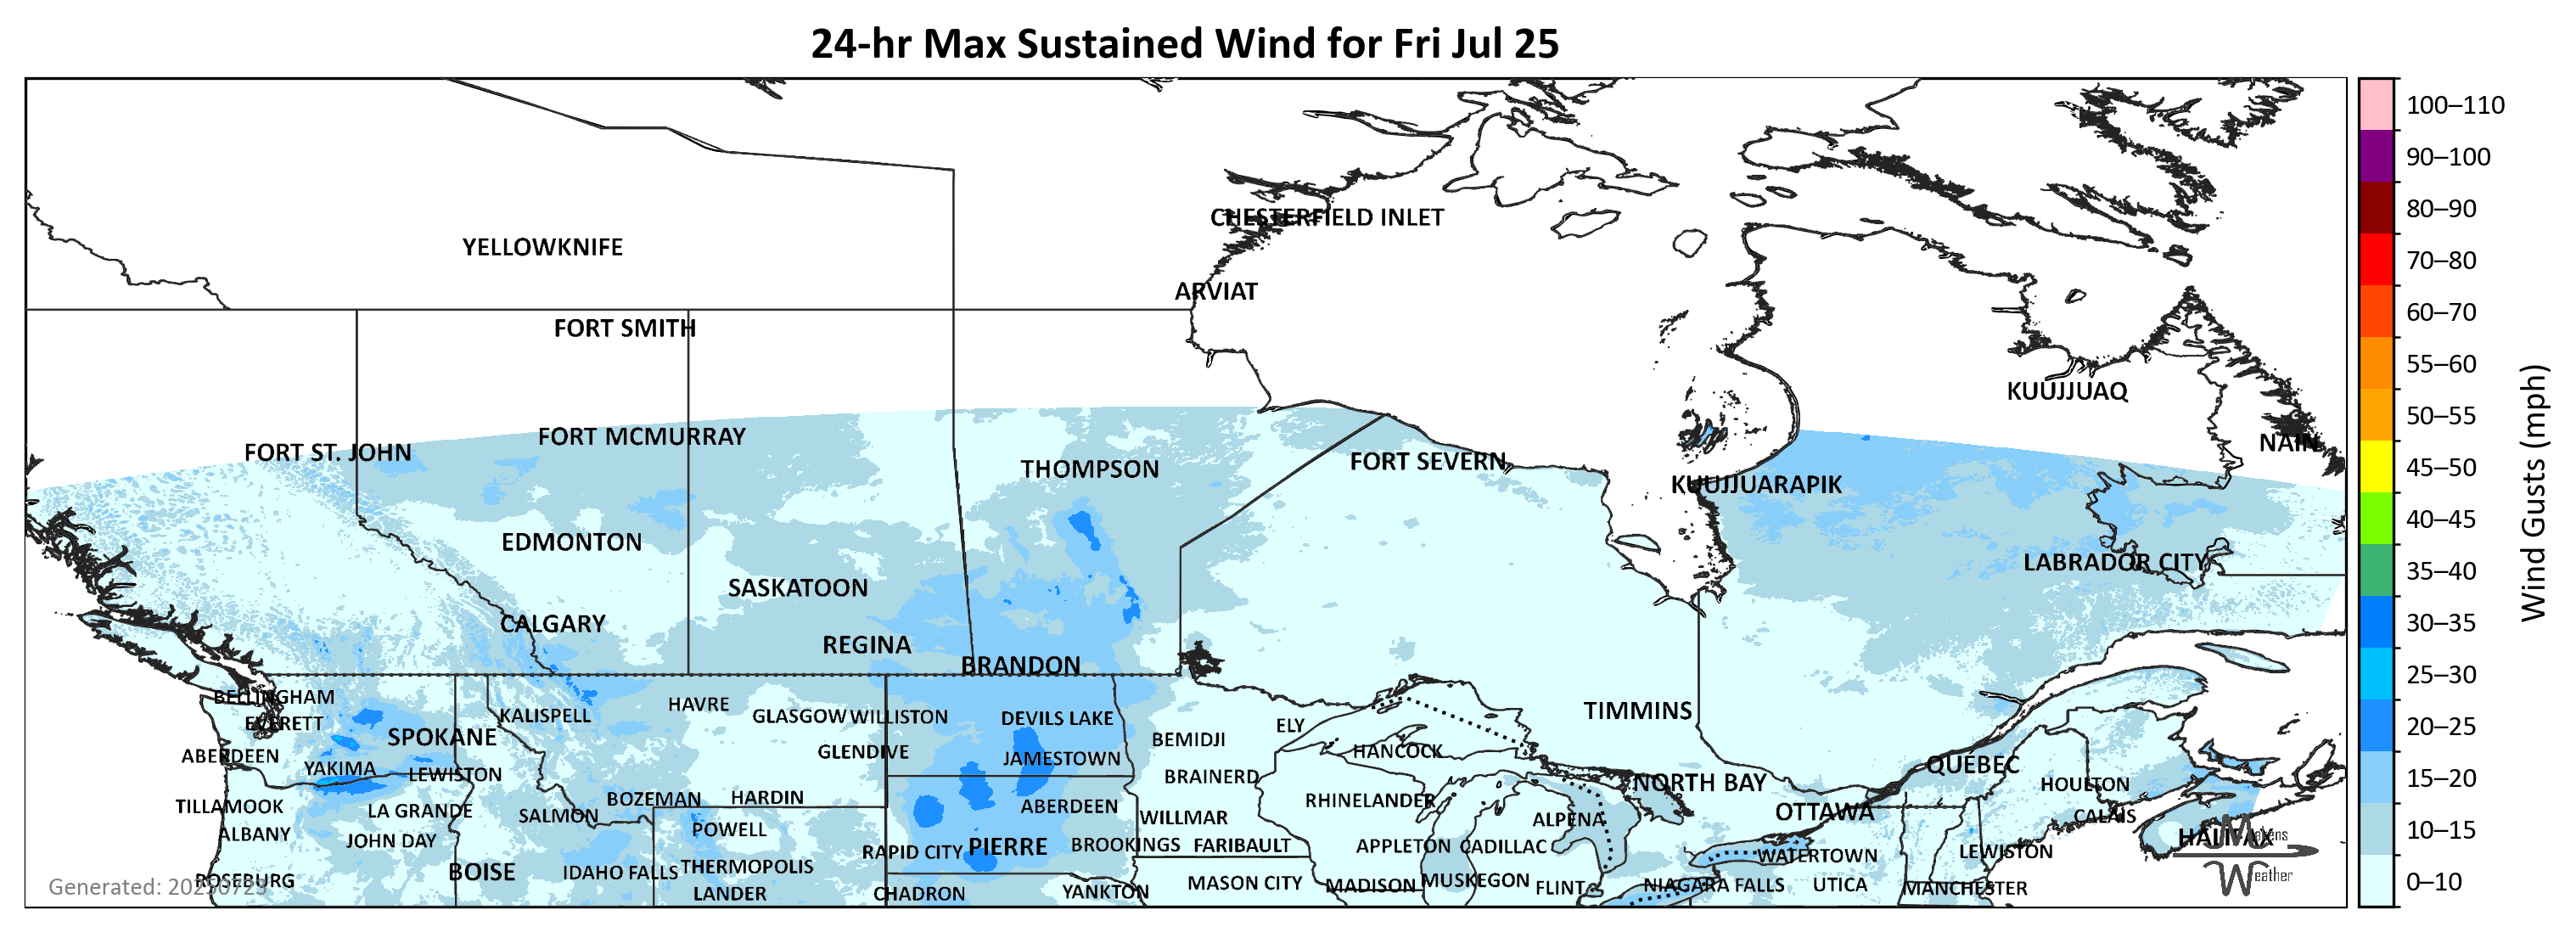 24-hr Max Sustained Wind for Fri Jul 25
100–110
90–100
80–90
70–80
60–70
55–60
50–55
45–50
40–45
35–40
30–35
25–30
20–25
15–20
10–15
0–10
Wind Gusts (mph)
CHESTERFIELD INLET
YELLOWKNIFE
ARVIAT
FORT SMITH
KUUJJUAQ
FORT MCMURRAY
NAIN
FORT ST. JOHN
FORT SEVERN
THOMPSON
KUUJJUARAPIK
EDMONTON
LABRADOR CITY
SASKATOON
CALGARY
REGINA
BRANDON
BELLINGHAM
HAVRE
TIMMINS
KALISPELL
GLASGOW
WILLISTON
DEVILS LAKE
EVERETT
ELY
SPOKANE
BEMIDJI
HANCOCK
GLENDIVE
ABERDEEN
JAMESTOWN
QUEBEC
YAKIMA
LEWISTON
BRAINERD
NORTH BAY
HOULTON
BOZEMAN
HARDIN
RHINELANDER
TILLAMOOK
ABERDEEN
LA GRANDE
OTTAWA
SALMON
CALAIS
WILLMAR
ALPENA
POWELL
ALBANY
HALIFAX
JOHN DAY
PIERRE
BROOKINGS
FARIBAULT
APPLETON
CADILLAC
RAPID CITY
LEWISTON
WATERTOWN
THERMOPOLIS
BOISE
IDAHO FALLS
ROSEBURG
MUSKEGON
MASON CITY
MADISON
FLINT
NIAGARA FALLS
UTICA
MANCHESTER
LANDER
CHADRON
YANKTON
Generated: 20250723
Makens
Weather